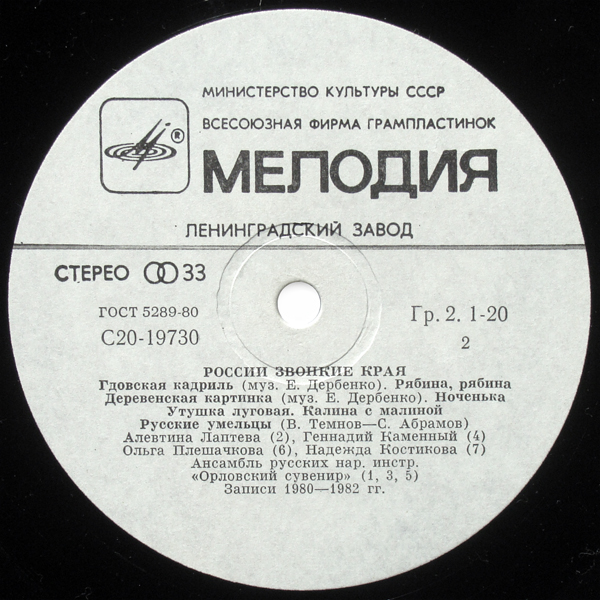 МИНИСТЕРСТВО КУЛЬТУРЫ СССР
ВСЕСОЮЗНАЯ ФИРМА ГРАМПЛАСТИНОК
®
МЕЛОДИЯ
ЛЕНИНГРАДСКИЙ ЗАВОД
СТЕРЕО 33
ГОСТ 5289-80
Гр. 2. 1-20
С20-19730
2
РОССИИ ЗВОНКИЕ КРАЯ
Гдовская кадриль (муз. Е. Дербенко). Рябина, рябина
Деревенская картинка (муз. Е. Дербенко). Ноченька
Утушка луговая. Калина с малиной
Русские умельцы (В. Темнов—С. Абрамов)
Алевтина Лаптева (2), Геннадий Каменный (4)
Ольга Плешачкова (6), Надежда Костикова (7)
Ансамбль русских нар. инстр.
«Орловский сувенир» (1, 3, 5)
Записи 1980—1982 гг.